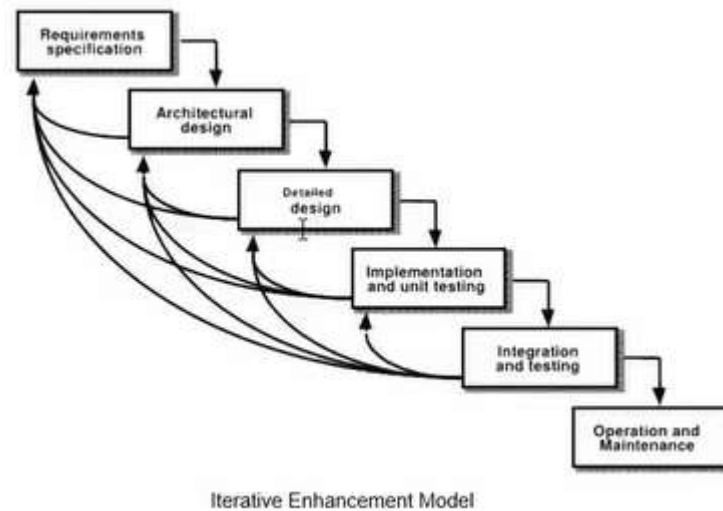 Requirements
specification
Architectural
design
Detailed
design
Implementation
and unit testing
Integration
and testing
Operation and
Maintenance
Iterative Enhancement Model